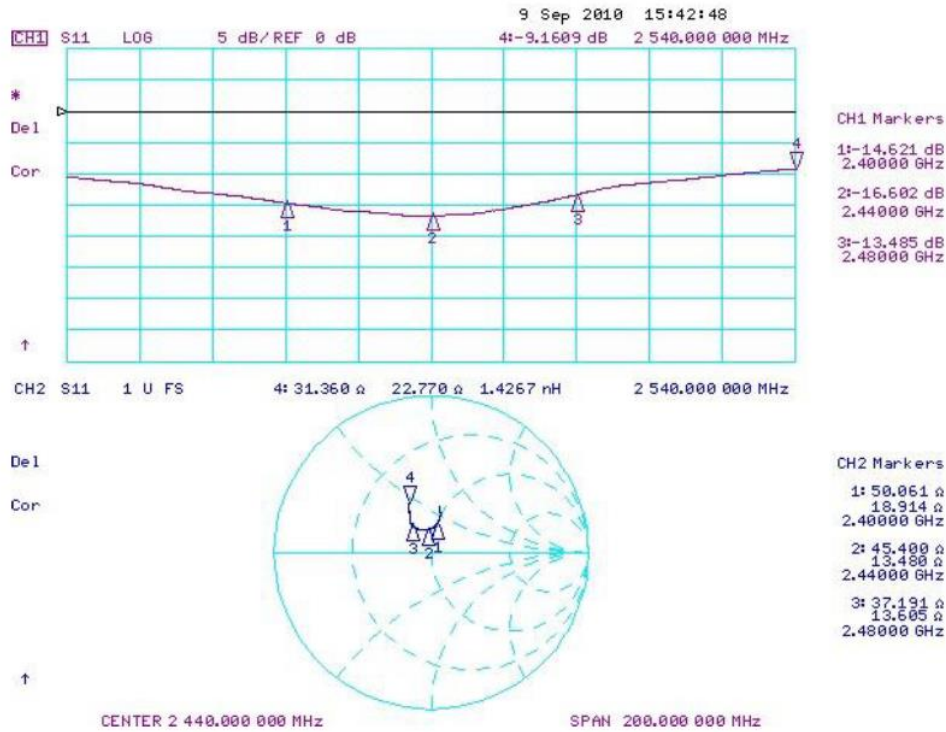 9 Sep 2010 15:42:48
CH1 S11 LOG 5 dB/REF 0 dB 4:-9.1609 dB 2 540.000 000 MHz
*
Del
Cor
↑
CH1 Markers
1:-14.621 dB
2.40000 GHz
2:-16.602 dB
2.44000 GHz
3:-13.485 dB
2.48000 GHz
1
2
3
4
CH2 S11 1 U FS 4: 31.360 Ω 22.770 Ω 1.4267 nH 2 540.000 000 MHz
Del
Cor
↑
4
3
2
1
CH2 Markers
1: 50.061 Ω
18.914 Ω
2.40000 GHz
2: 45.400 Ω
13.480 Ω
2.44000 GHz
3: 37.191 Ω
13.605 Ω
2.48000 GHz
CENTER 2 440.000 000 MHz SPAN 200.000 000 MHz